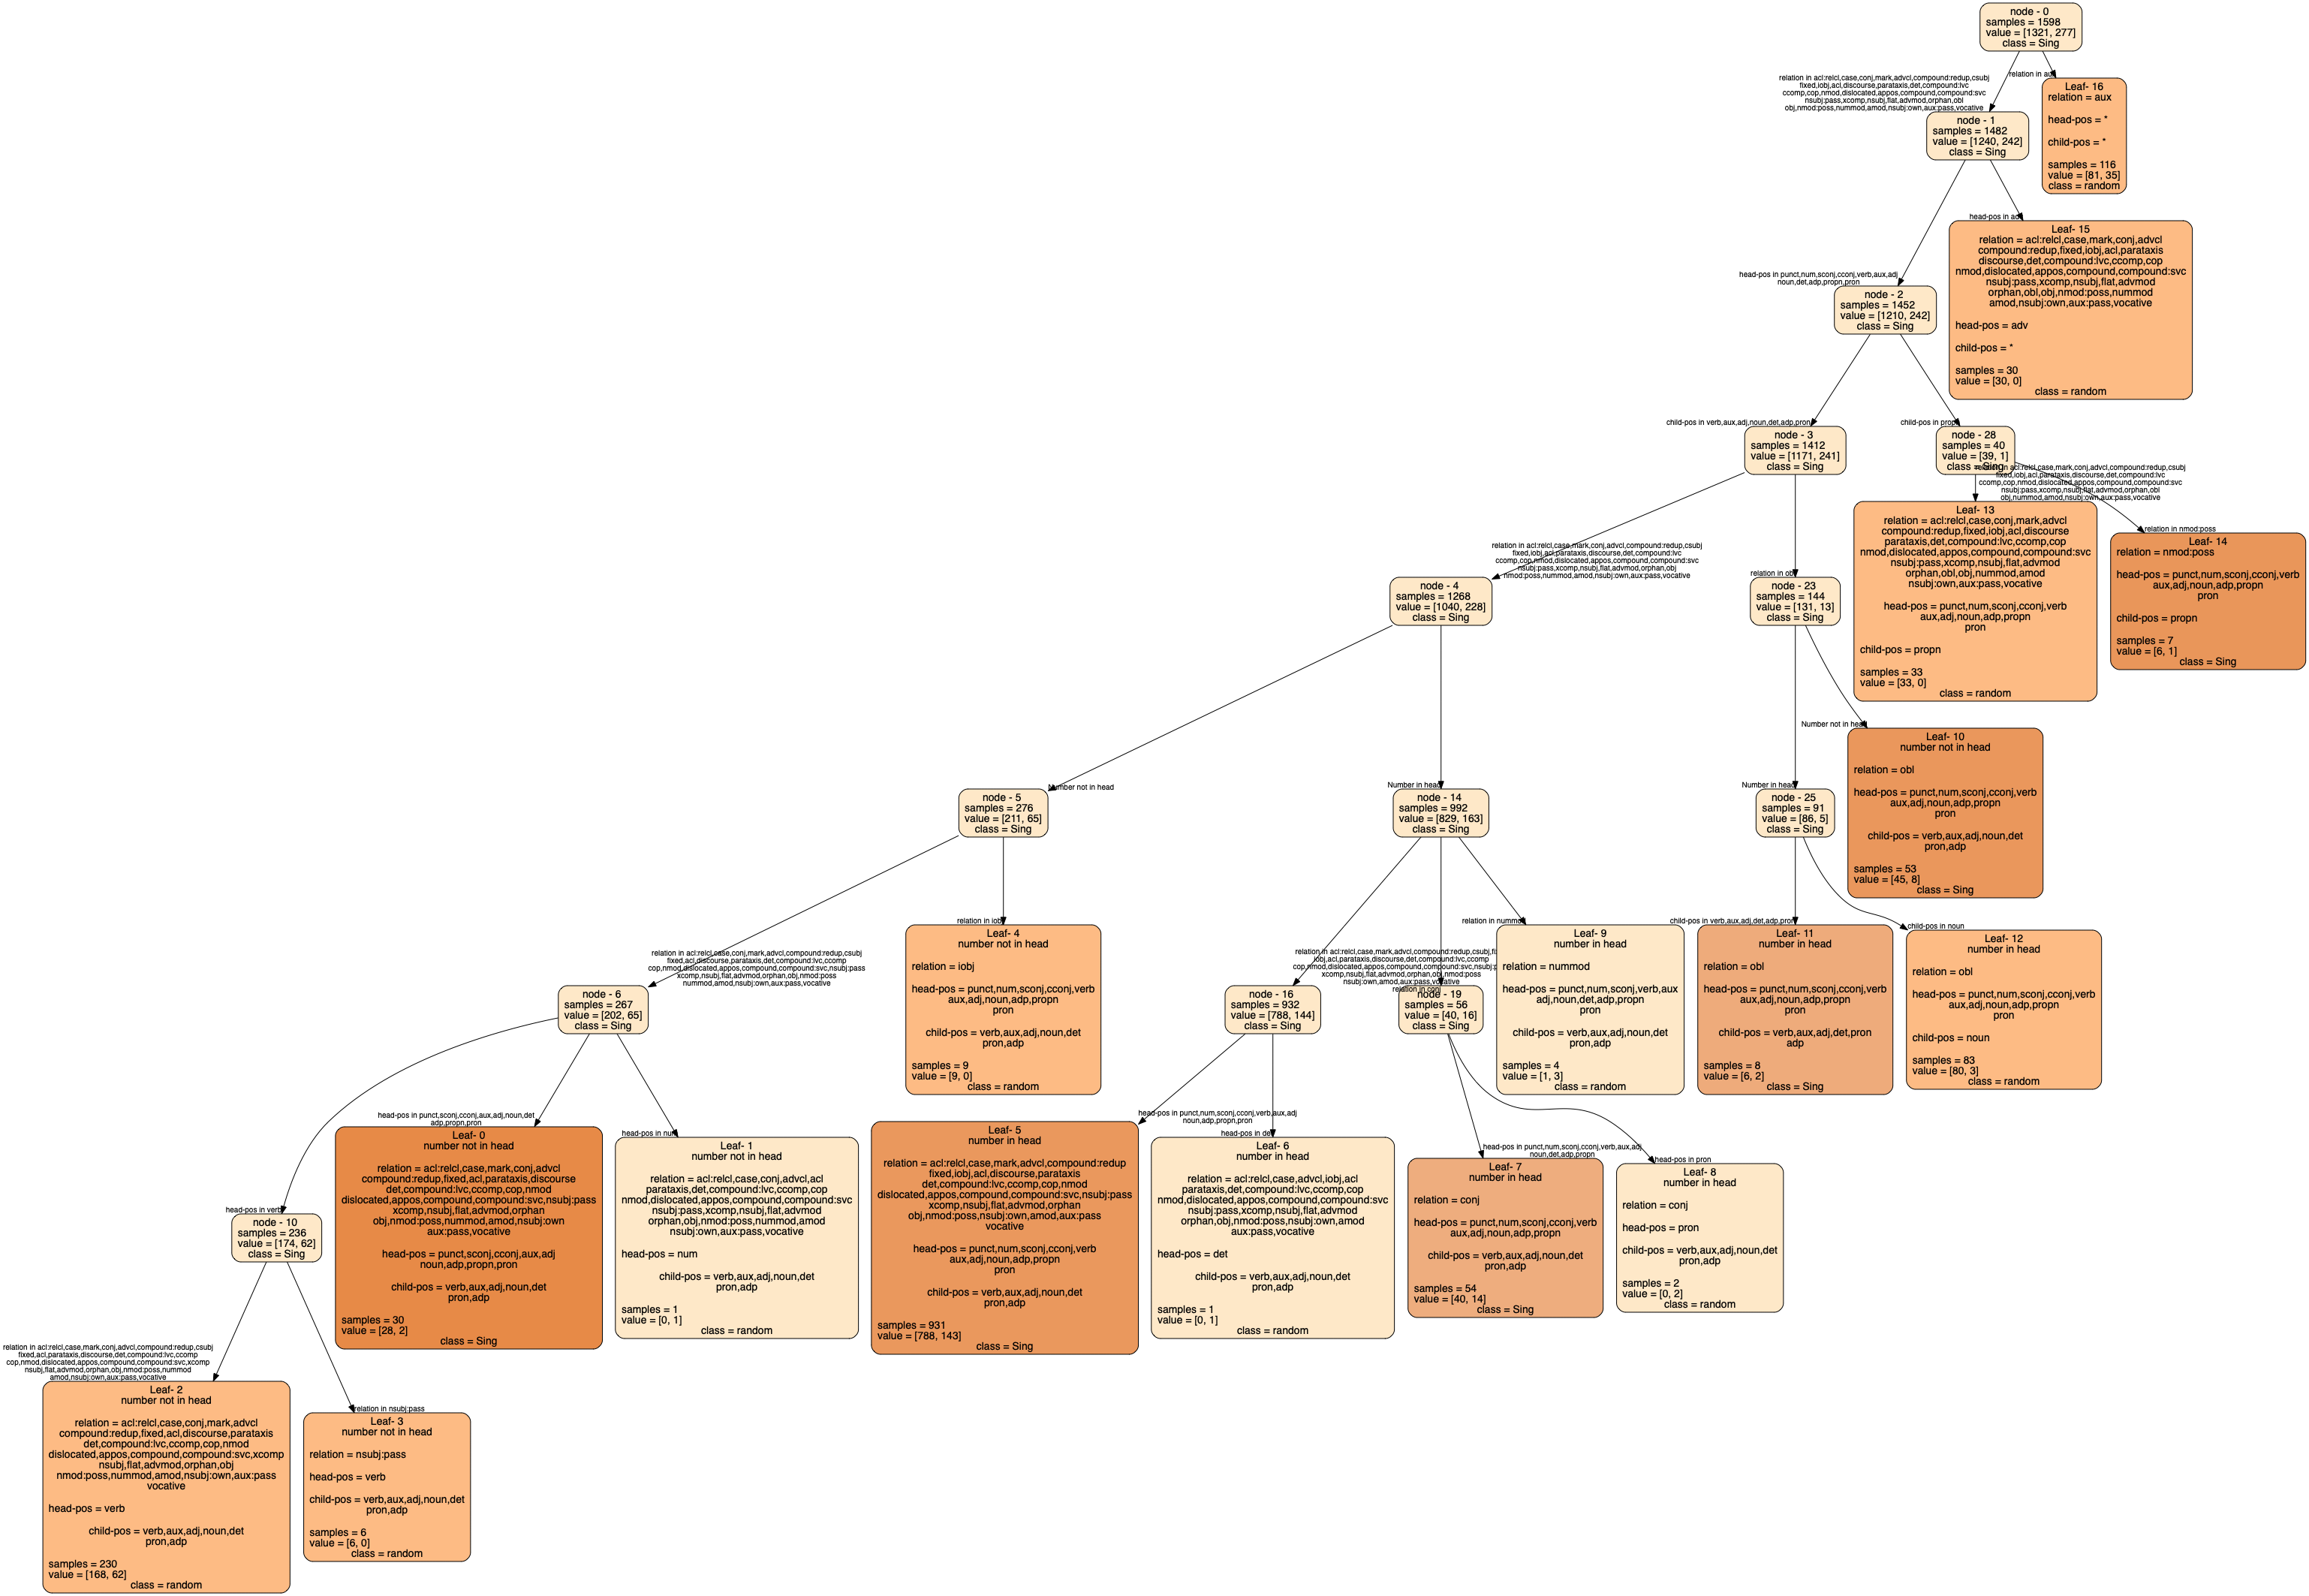 node - 0
samples = 1598
value = [1321, 277]
class = Sing
relation in acl:relcl,case,conj,mark,advcl,compound:redup,csubj
fixed,iobj,acl,discourse,parataxis,det,compound:lvc
ccomp,cop,nmod,dislocated,appos,compound,compound:svc
nsubj:pass,xcomp,nsubj,flat,advmod,orphan,obl
obj,nmod:poss,nummod,amod,nsubj:own,aux:pass,vocative
relation in
Leaf- 16
relation = aux
head-pos = *
child-pos = *
samples = 116
value = [81, 35]
class = random
node - 1
samples = 1482
value = [1240, 242]
class = Sing
head-pos in
Leaf- 15
relation = acl:relcl,case,mark,conj,advcl
compound:redup,fixed,iobj,acl,parataxis
discourse,det,compound:lvc,ccomp,cop
nmod,dislocated,appos,compound,compound:svc
nsubj:pass,xcomp,nsubj,flat,advmod
orphan,obl,obj,nmod:poss,nummod
amod,nsubj:own,aux:pass,vocative
head-pos = adv
child-pos = *
samples = 30
value = [30, 0]
class = random
head-pos in punct,num,sconj,cconj,verb,aux,adj
noun,det,adp,propn,pron
node - 2
samples = 1452
value = [1210, 242]
class = Sing
child-pos in verb,aux,adj,noun,det,adp,pron
node - 3
samples = 1412
value = [1171, 241]
class = Sing
child-pos in
node - 28
samples = 40
value = [39, 1]
class = Sing
relation in acl:relcl,case,mark,conj,advcl,compound:redup,csubj
fixed,iobj,acl,parataxis,discourse,det,compound:lvc
ccomp,cop,nmod,dislocated,appos,compound,compound:svc
nsubj:pass,xcomp,nsubj,flat,advmod,orphan,obl
obj,nummod,amod,nsubj:own,aux:pass,vocative
Leaf- 13
relation = acl:relcl,case,conj,mark,advcl
compound:redup,fixed,iobj,acl,discourse
parataxis,det,compound:lvc,ccomp,cop
nmod,dislocated,appos,compound,compound:svc
nsubj:pass,xcomp,nsubj,flat,advmod
orphan,obl,obj,nummod,amod
nsubj:own,aux:pass,vocative
head-pos = punct,num,sconj,cconj,verb
aux,adj,noun,adp,propn
pron
child-pos = propn
samples = 33
value = [33, 0]
class = random
relation in nmod:poss
Leaf- 14
relation = nmod:poss
head-pos = punct,num,sconj,cconj,verb
aux,adj,noun,adp,propn
pron
child-pos = propn
samples = 7
value = [6, 1]
class = Sing
relation in acl:relcl,case,mark,conj,advcl,compound:redup,csubj
fixed,iobj,acl,parataxis,discourse,det,compound:lvc
ccomp,cop,nmod,dislocated,appos,compound,compound:svc
nsubj:pass,xcomp,nsubj,flat,advmod,orphan,obj
nmod:poss,nummod,amod,nsubj:own,aux:pass,vocative
node - 4
samples = 1268
value = [1040, 228]
class = Sing
relation in
node - 23
samples = 144
value = [131, 13]
class = Sing
Number not in head
Leaf- 10
number not in head
relation = obl
head-pos = punct,num,sconj,cconj,verb
aux,adj,noun,adp,propn
pron
child-pos = verb,aux,adj,noun,det
pron,adp
samples = 53
value = [45, 8]
class = Sing
Number not in head
node - 5
samples = 276
value = [211, 65]
class = Sing
Number in head
node - 14
samples = 992
value = [829, 163]
class = Sing
Number in head
node - 25
samples = 91
value = [86, 5]
class = Sing
relation in iobj
Leaf- 4
number not in head
relation = iobj
head-pos = punct,num,sconj,cconj,verb
aux,adj,noun,adp,propn
pron
child-pos = verb,aux,adj,noun,det
pron,adp
samples = 9
value = [9, 0]
class = random
relation in nummod
Leaf- 9
number in head
relation = nummod
head-pos = punct,num,sconj,verb,aux
adj,noun,det,adp,propn
pron
child-pos = verb,aux,adj,noun,det
pron,adp
samples = 4
value = [1, 3]
class = random
child-pos in verb,aux,adj,det,adp,pron
Leaf- 11
number in head
relation = obl
head-pos = punct,num,sconj,cconj,verb
aux,adj,noun,adp,propn
pron
child-pos = verb,aux,adj,det,pron
adp
samples = 8
value = [6, 2]
class = Sing
child-pos in noun
Leaf- 12
number in head
relation = obl
head-pos = punct,num,sconj,cconj,verb
aux,adj,noun,adp,propn
pron
child-pos = noun
samples = 83
value = [80, 3]
class = random
relation in acl:relcl,case,conj,mark,advcl,compound:redup,csubj
fixed,acl,discourse,parataxis,det,compound:lvc,ccomp
cop,nmod,dislocated,appos,compound,compound:svc,nsubj:pass
xcomp,nsubj,flat,advmod,orphan,obj,nmod:poss
nummod,amod,nsubj:own,aux:pass,vocative
node - 6
samples = 267
value = [202, 65]
class = Sing
relation in acl:relcl,case,mark,advcl,compound:redup,csubj,
iobj,acl,parataxis,discourse,det,compound:lvc,ccomp
cop,nmod,dislocated,appos,compound,compound:svc,
xcomp,nsubj,flat,advmod,orphan,obj,nmod:poss
nsubj:own,amod,aux:pass,vocative
node - 16
samples = 932
value = [788, 144]
class = Sing
relation in conj
node - 19
samples = 56
value = [40, 16]
class = Sing
head-pos in punct,sconj,cconj,aux,adj,noun,det
adp,propn,pron
Leaf- 0
number not in head
relation = acl:relcl,case,mark,conj,advcl
compound:redup,fixed,acl,parataxis,discourse
det,compound:lvc,ccomp,cop,nmod
dislocated,appos,compound,compound:svc,nsubj:pass
xcomp,nsubj,flat,advmod,orphan
obj,nmod:poss,nummod,amod,nsubj:own
aux:pass,vocative
head-pos = punct,sconj,cconj,aux,adj
noun,adp,propn,pron
child-pos = verb,aux,adj,noun,det
pron,adp
samples = 30
value = [28, 2]
class = Sing
head-pos in num
Leaf- 1
number not in head
relation = acl:relcl,case,conj,advcl,acl
parataxis,det,compound:lvc,ccomp,cop
nmod,dislocated,appos,compound,compound:svc
nsubj:pass,xcomp,nsubj,flat,advmod
orphan,obj,nmod:poss,nummod,amod
nsubj:own,aux:pass,vocative
head-pos = num
child-pos = verb,aux,adj,noun,det
pron,adp
samples = 1
value = [0, 1]
class = random
head-pos in punct,num,sconj,cconj,verb,aux,adj
noun,adp,propn,pron
Leaf- 5
number in head
relation = acl:relcl,case,mark,advcl,compound:redup
fixed,iobj,acl,discourse,parataxis
det,compound:lvc,ccomp,cop,nmod
dislocated,appos,compound,compound:svc,nsubj:pass
xcomp,nsubj,flat,advmod,orphan
obj,nmod:poss,nsubj:own,amod,aux:pass
vocative
head-pos = punct,num,sconj,cconj,verb
aux,adj,noun,adp,propn
pron
child-pos = verb,aux,adj,noun,det
pron,adp
samples = 931
value = [788, 143]
class = Sing
head-pos in det
Leaf- 6
number in head
relation = acl:relcl,case,advcl,iobj,acl
parataxis,det,compound:lvc,ccomp,cop
nmod,dislocated,appos,compound,compound:svc
nsubj:pass,xcomp,nsubj,flat,advmod
orphan,obj,nmod:poss,nsubj:own,amod
aux:pass,vocative
head-pos = det
child-pos = verb,aux,adj,noun,det
pron,adp
samples = 1
value = [0, 1]
class = random
head-pos in punct,num,sconj,cconj,verb,aux,adj
noun,det,adp,propn
Leaf- 7
number in head
relation = conj
head-pos = punct,num,sconj,cconj,verb
aux,adj,noun,adp,propn
child-pos = verb,aux,adj,noun,det
pron,adp
samples = 54
value = [40, 14]
class = Sing
head-pos in pron
Leaf- 8
number in head
relation = conj
head-pos = pron
child-pos = verb,aux,adj,noun,det
pron,adp
samples = 2
value = [0, 2]
class = random
head-pos in verb
node - 10
samples = 236
value = [174, 62]
class = Sing
relation in acl:relcl,case,mark,conj,advcl,compound:redup,csubj
fixed,acl,parataxis,discourse,det,compound:lvc,ccomp
cop,nmod,dislocated,appos,compound,compound:svc,xcomp
nsubj,flat,advmod,orphan,obj,nmod:poss,nummod
amod,nsubj:own,aux:pass,vocative
Leaf- 2
number not in head
relation = acl:relcl,case,conj,mark,advcl
compound:redup,fixed,acl,discourse,parataxis
det,compound:lvc,ccomp,cop,nmod
dislocated,appos,compound,compound:svc,xcomp
nsubj,flat,advmod,orphan,obj
nmod:poss,nummod,amod,nsubj:own,aux:pass
vocative
head-pos = verb
child-pos = verb,aux,adj,noun,det
pron,adp
samples = 230
value = [168, 62]
class = random
relation in nsubj:pass
Leaf- 3
number not in head
relation = nsubj:pass
head-pos = verb
child-pos = verb,aux,adj,noun,det
pron,adp
samples = 6
value = [6, 0]
class = random